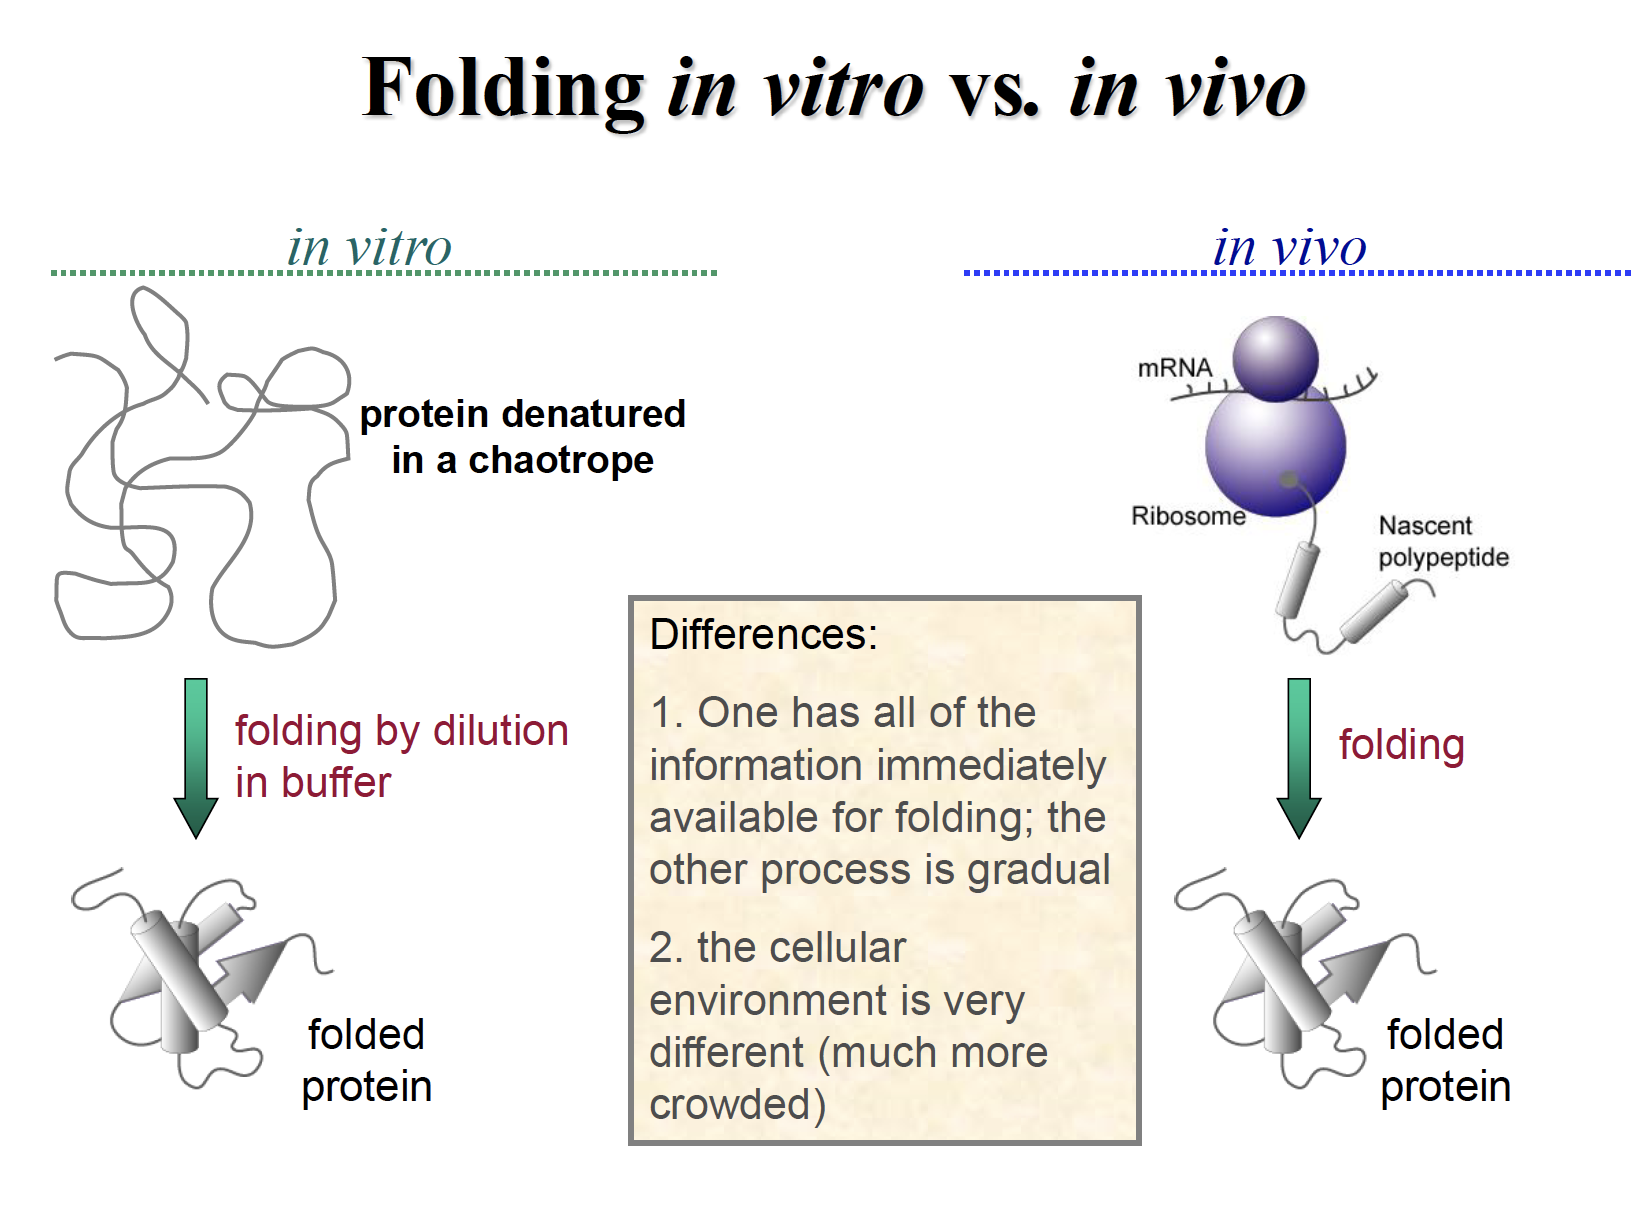 Folding in vitro vs. in vivo
in vitro
protein denatured
in a chaotrope
folding by dilution
in buffer
folded
protein
Differences:
1. One has all of the
information immediately
available for folding; the
other process is gradual
2. the cellular
environment is very
different (much more
crowded)
in vivo
mRNA
Ribosome
Nascent
polypeptide
folding
folded
protein